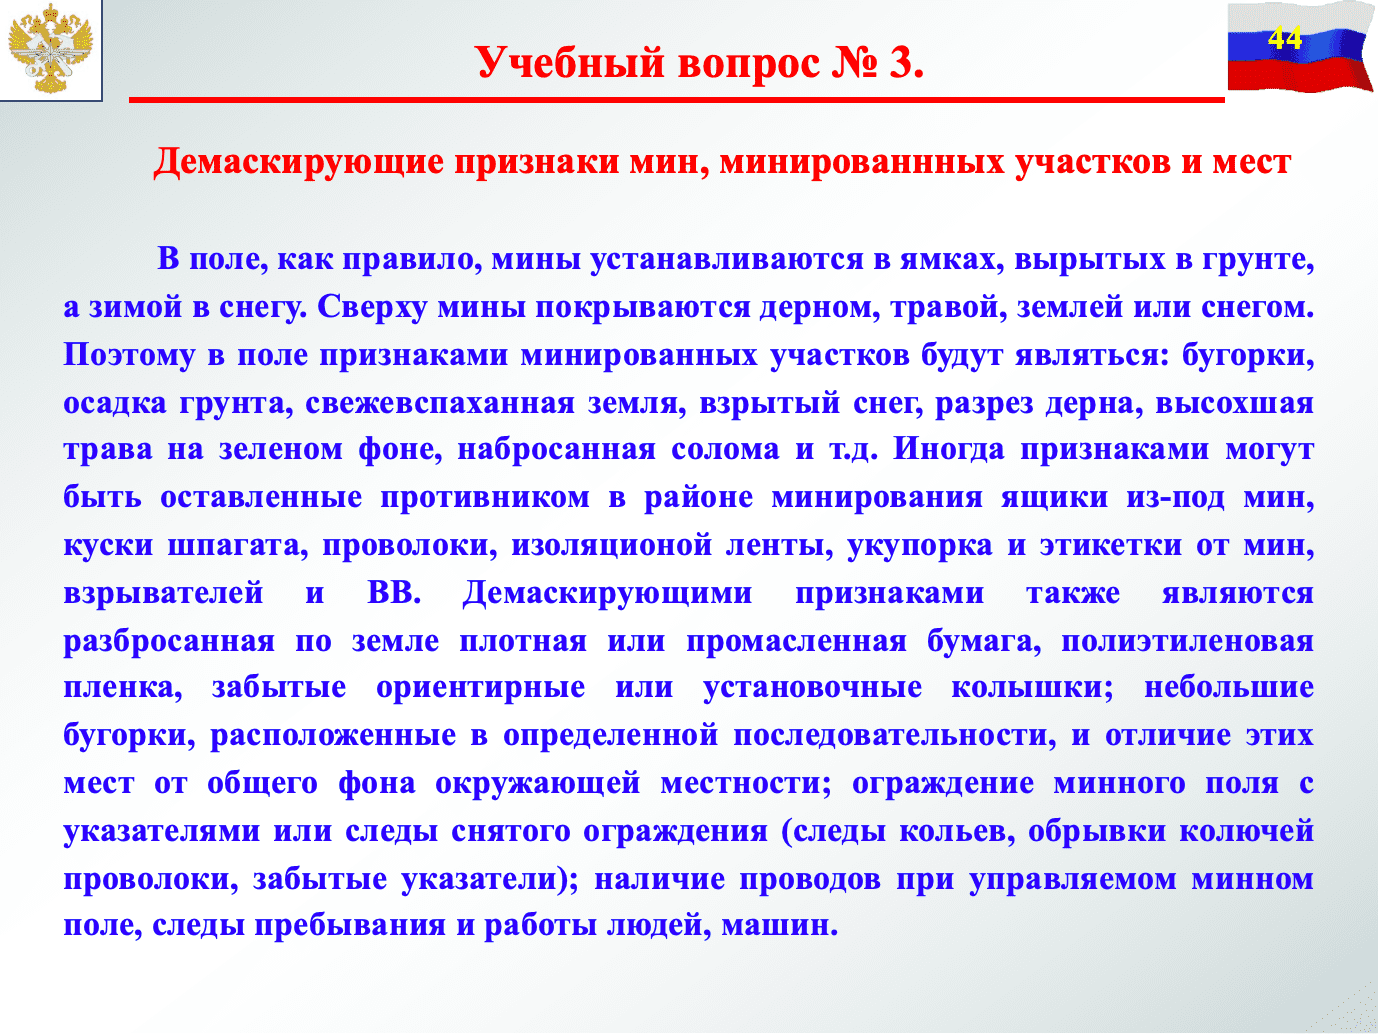 44
Учебный вопрос № 3.
Демаскирующие признаки мин, минированннных участков и мест
В поле, как правило, мины устанавливаются в ямках, вырытых в грунте,
а зимой в снегу. Сверху мины покрываются дерном, травой, землей или снегом.
Поэтому в поле признаками минированных участков будут являться: бугорки,
осадка грунта, свежевспаханная земля, взрытый снег, разрез дерна, высохшая
трава на зеленом фоне, набросанная солома и т.д. Иногда признаками могут
быть оставленные противником в районе минирования ящики из-под мин,
куски шпагата, проволоки, изоляционой ленты, укупорка и этикетки от мин,
взрывателей и ВВ. Демаскирующими признаками также являются
разбросанная по земле плотная или промасленная бумага, полиэтиленовая
пленка, забытые ориентирные или установочные колышки; небольшие
бугорки, расположенные в определенной последовательности, и отличие этих
мест от общего фона окружающей местности; ограждение минного поля с
указателями или следы снятого ограждения (следы кольев, обрывки колючей
проволоки, забытые указатели); наличие проводов при управляемом минном
поле, следы пребывания и работы людей, машин.